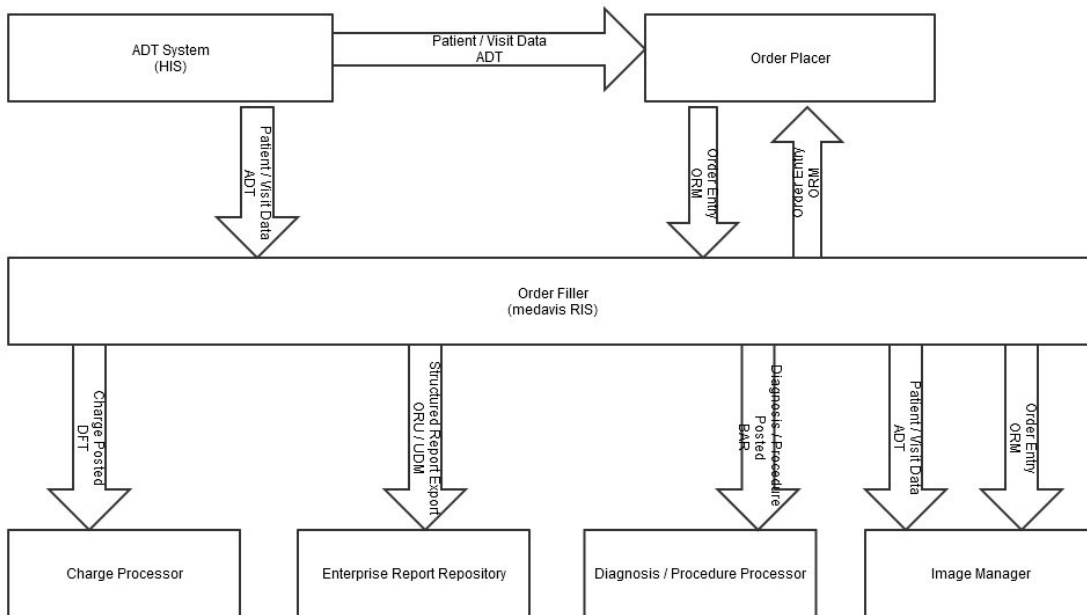 ADT System
(HIS)
Patient / Visit Data
ADT
Order Placer
Patient / Visit Data
ADT
Order Entry
ORM
Order Entry
ORM
Order Filler
(medavis RIS)
Charge Posted
DFT
Structured Report Export
ORU / UDM
Diagnosis / Procedure
Posted
BAR
Patient / Visit Data
ADT
Order Entry
ORM
Charge Processor
Enterprise Report Repository
Diagnosis / Procedure Processor
Image Manager